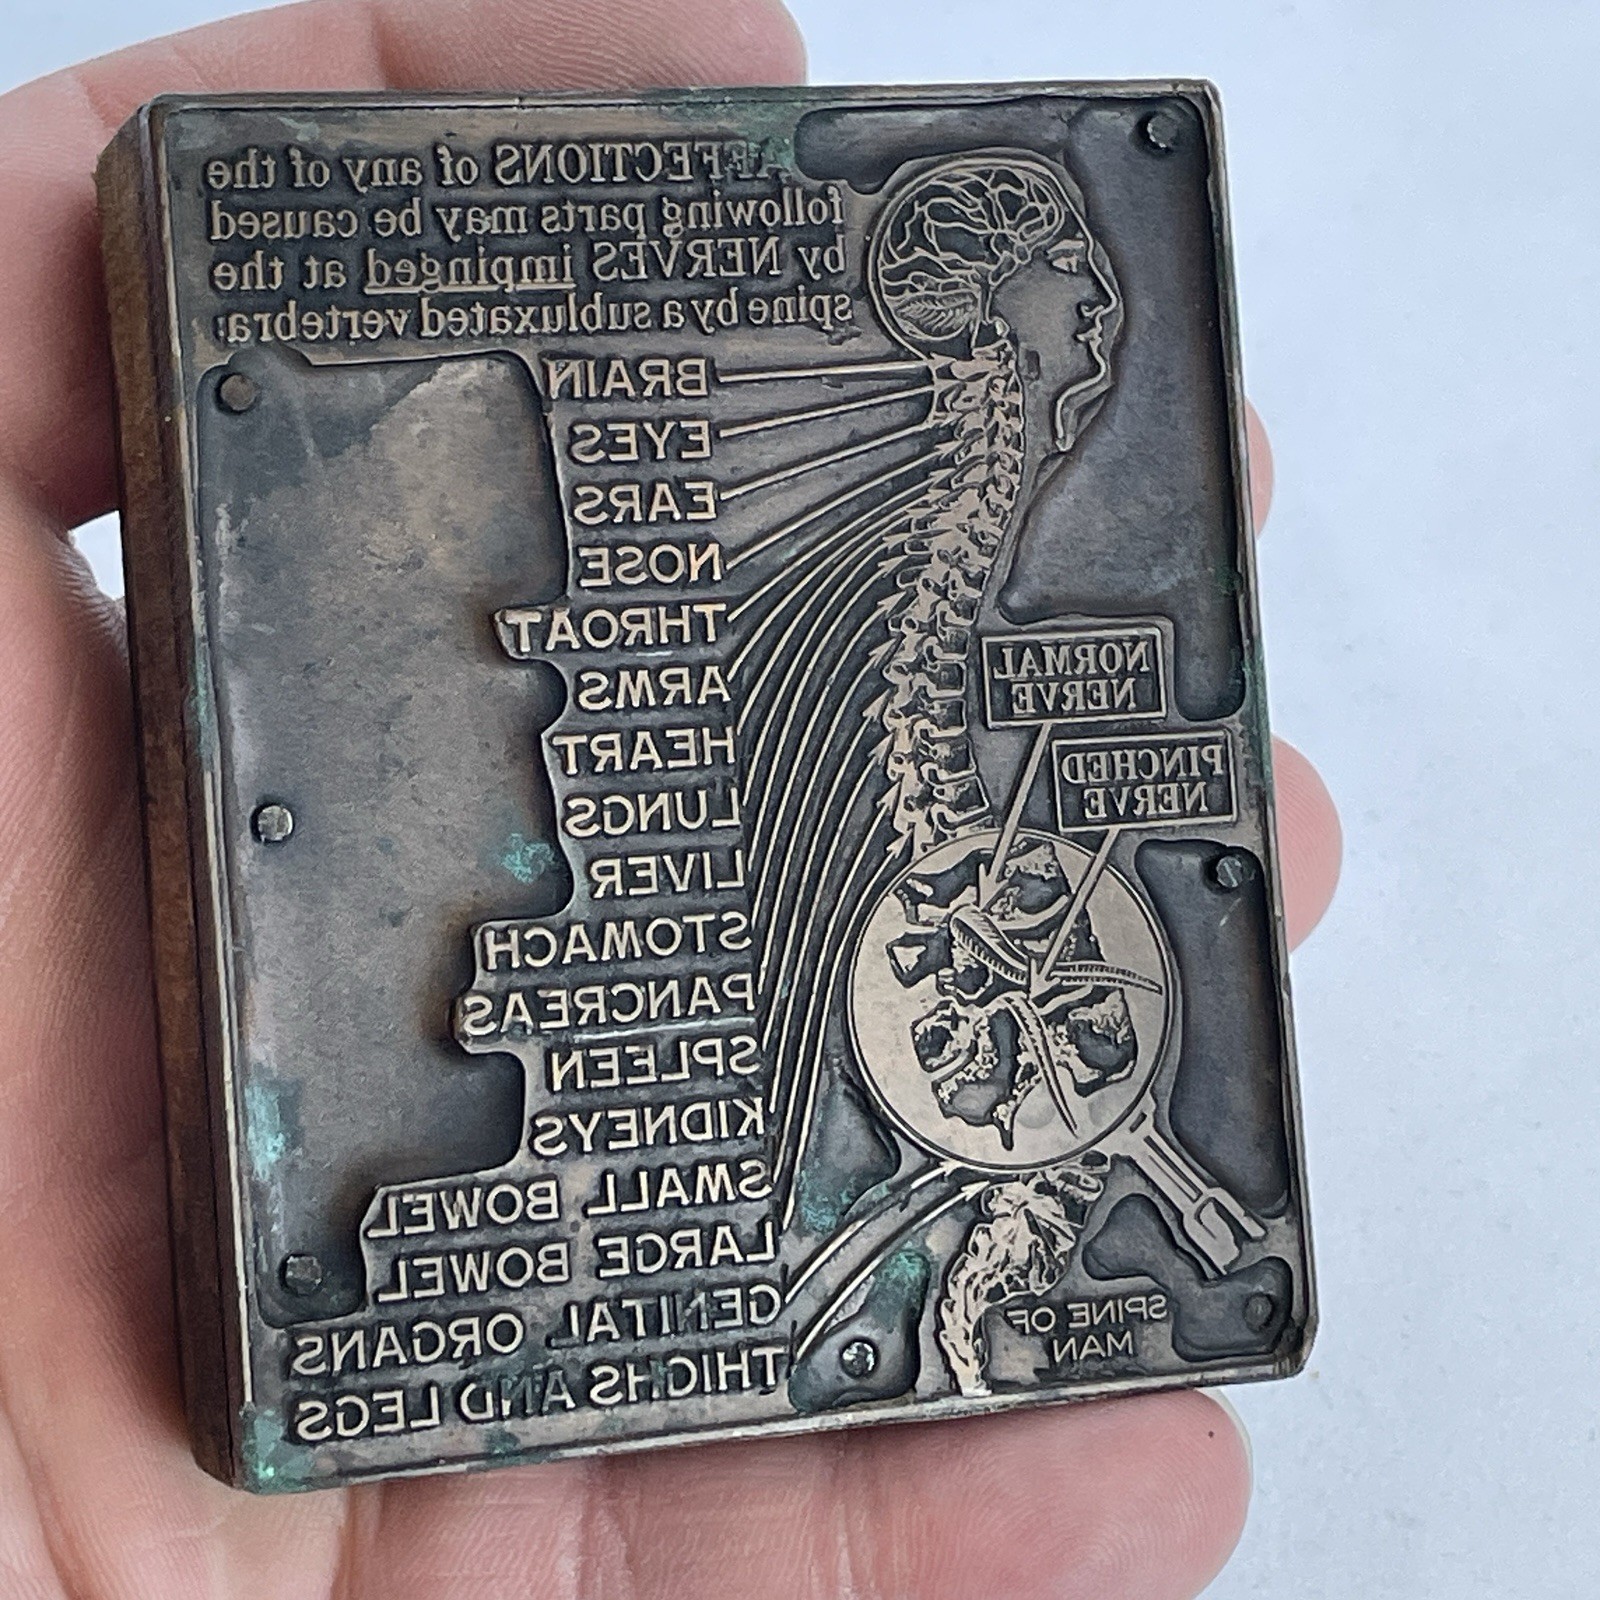 AFFECTIONS of any of the
following parts may be caused
by NERVES impinged at the
spine by a subluxated vertebra:
BRAIN
EYES
EARS
NOSE
THROAT
ARMS
HEART
LUNGS
LIVER
STOMACH
PANCREAS
SPLEEN
KIDNEYS
SMALL BOWEL
LARGE BOWEL
GENITAL ORGANS
THIGHS AND LEGS
NORMAL
NERVE
PINCHED
NERVE
SPINE OF
MAN